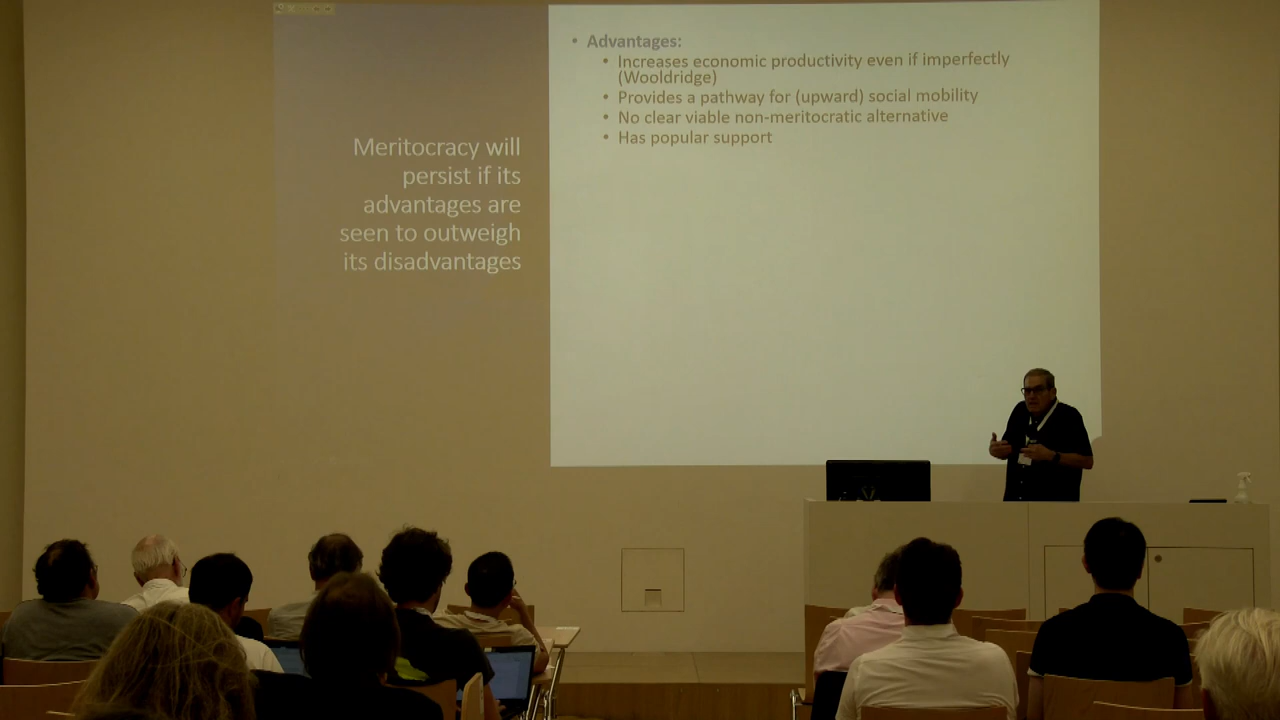 Meritocracy will
persist if its
advantages are
seen to outweigh
its disadvantages
• Advantages:
• Increases economic productivity even if imperfectly
(Wooldridge)
• Provides a pathway for (upward) social mobility
• No clear viable non-meritocratic alternative
• Has popular support